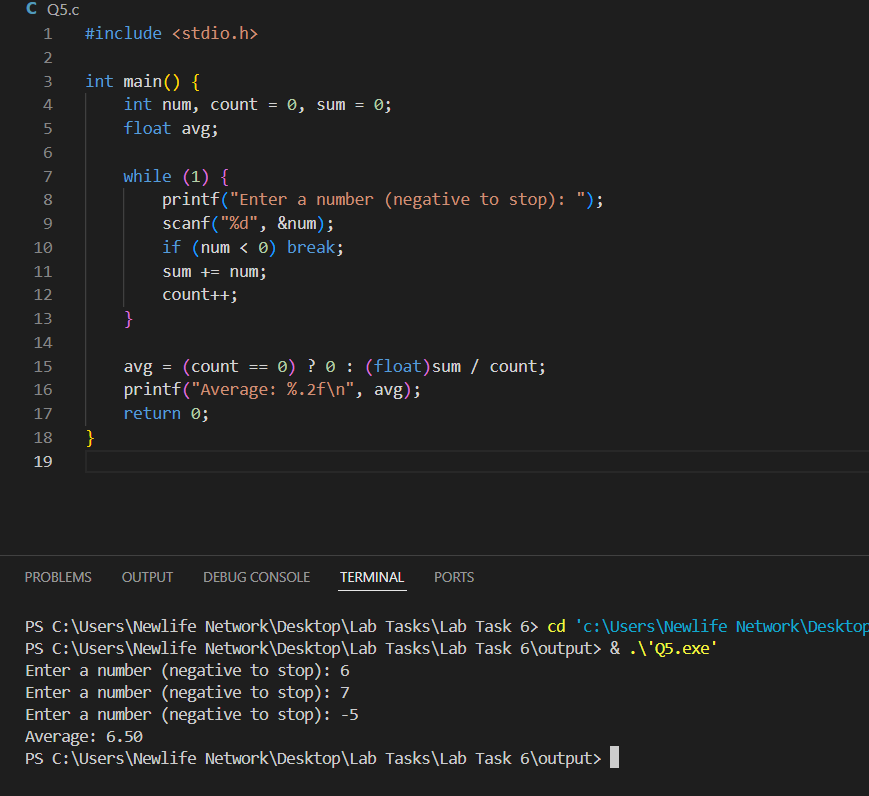 C Q5.c
1 #include <stdio.h>
2
3 int main() {
4     int num, count = 0, sum = 0;
5     float avg;
6
7     while (1) {
8         printf("Enter a number (negative to stop): ");
9         scanf("%d", &num);
10         if (num < 0) break;
11         sum += num;
12         count++;
13     }
14
15     avg = (count == 0) ? 0 : (float)sum / count;
16     printf("Average: %.2f\n", avg);
17     return 0;
18 }
19
PROBLEMS OUTPUT DEBUG CONSOLE TERMINAL PORTS
PS C:\Users\Newlife Network\Desktop\Lab Tasks\Lab Task 6> cd 'c:\Users\Newlife Network\Desktop
PS C:\Users\Newlife Network\Desktop\Lab Tasks\Lab Task 6\output> & .\'Q5.exe'
Enter a number (negative to stop): 6
Enter a number (negative to stop): 7
Enter a number (negative to stop): -5
Average: 6.50
PS C:\Users\Newlife Network\Desktop\Lab Tasks\Lab Task 6\output>